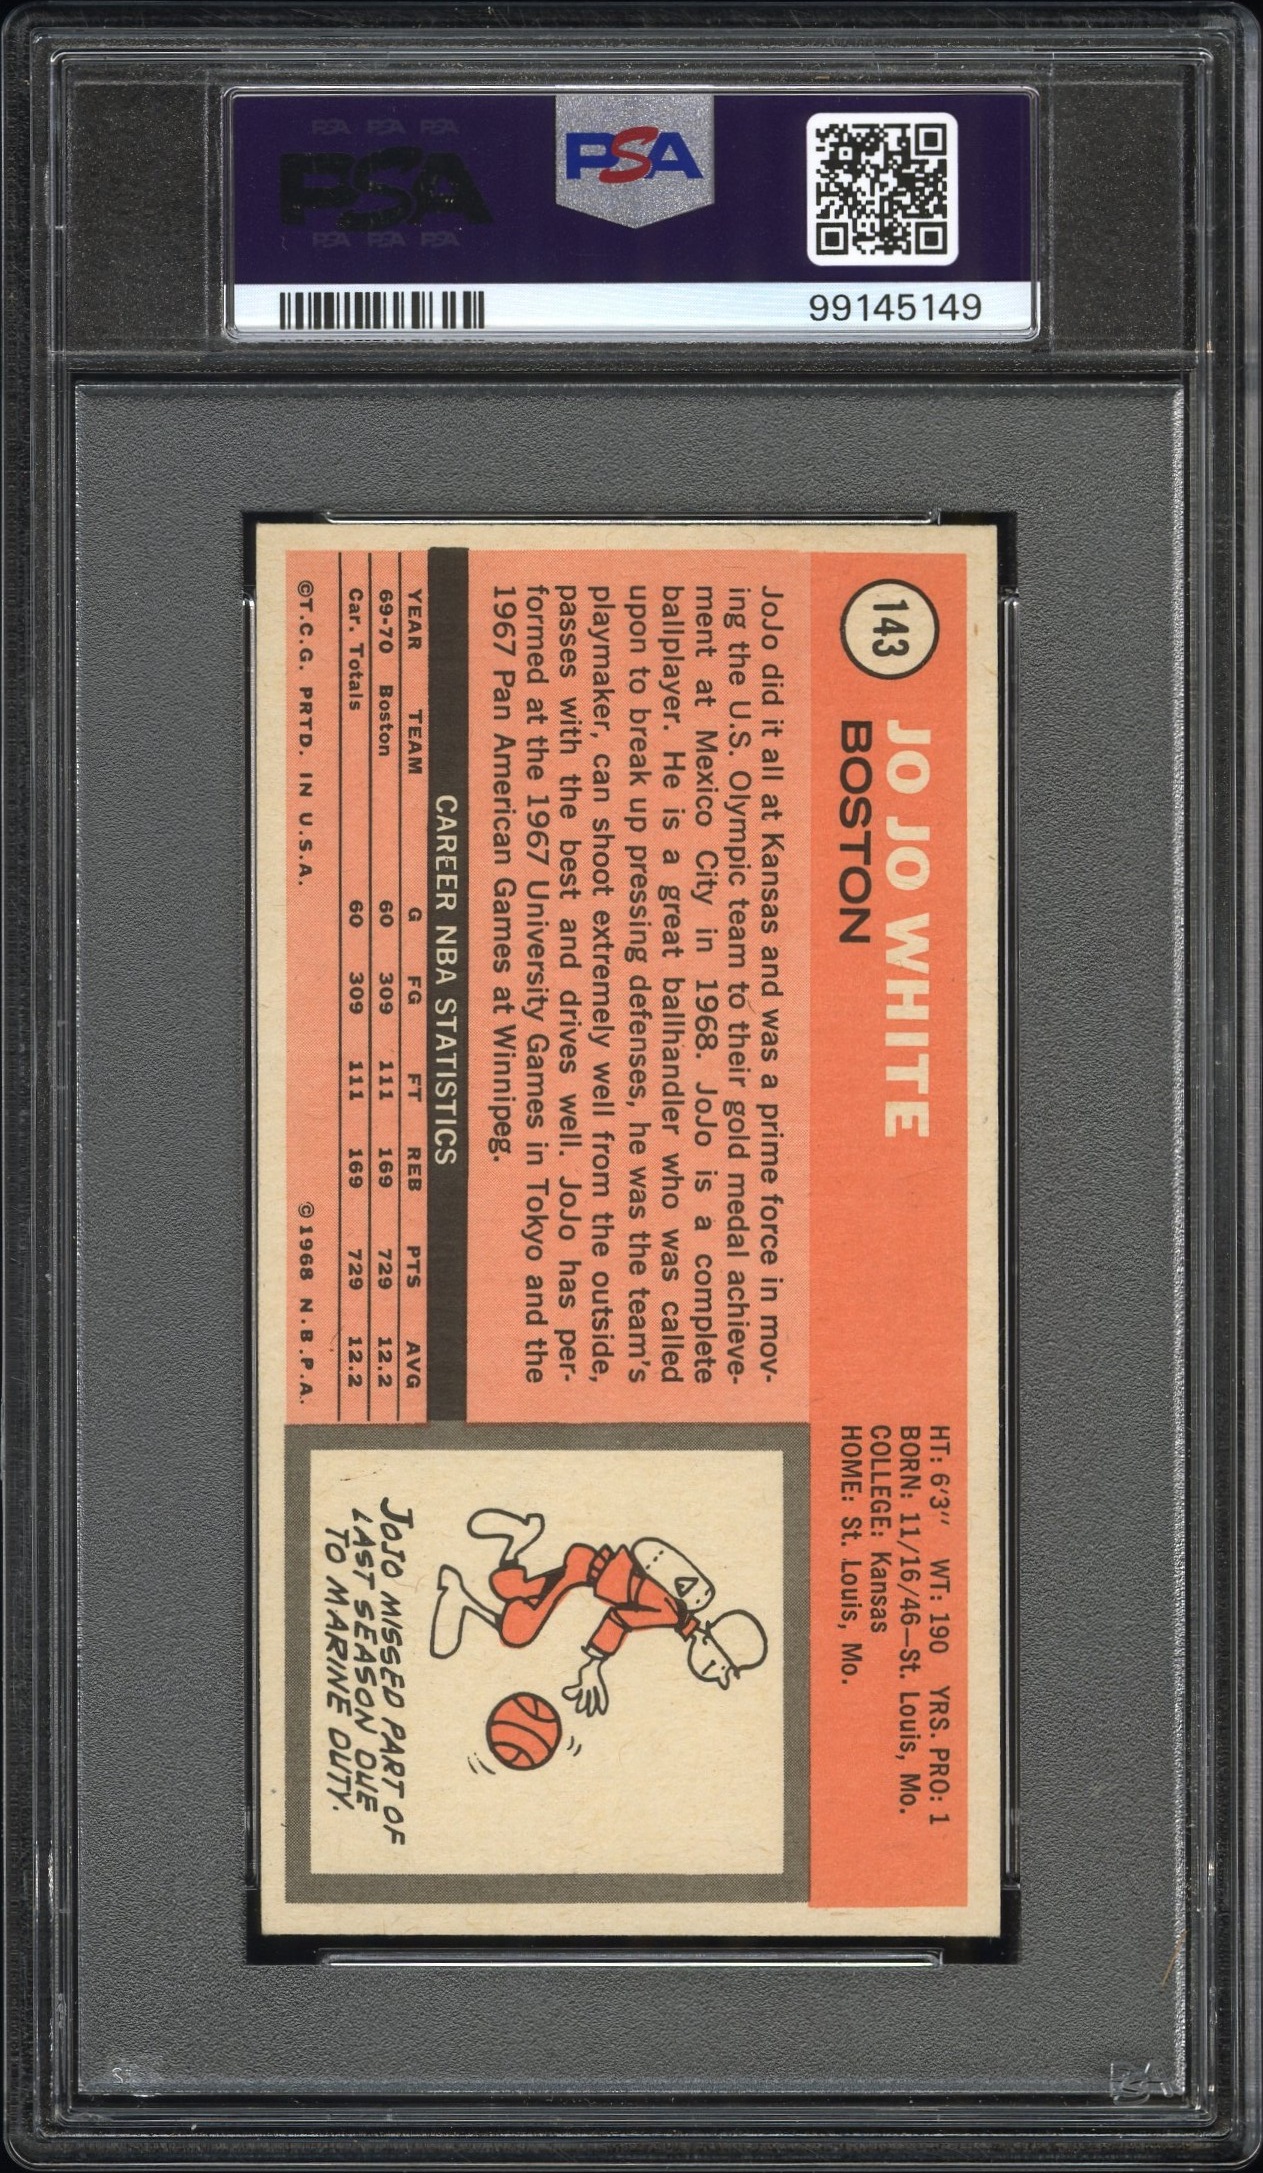 PSA PSA PSA
PSA
PSA PSA PSA
PSA
99145149
143
JO JO WHITE
BOSTON
HT: 6'3" WT: 190 YRS. PRO: 1
BORN: 11/16/46—St. Louis, Mo.
COLLEGE: Kansas
HOME: St. Louis, Mo.
JoJo did it all at Kansas and was a prime force in mov-
ing the U.S. Olympic team to their gold medal achieve-
ment at Mexico City in 1968. JoJo is a complete
ballplayer. He is a great ballhandler who was called
upon to break up pressing defenses, he was the team's
playmaker, can shoot extremely well from the outside,
passes with the best and drives well. JoJo has per-
formed at the 1967 University Games in Tokyo and the
1967 Pan American Games at Winnipeg.
CAREER NBA STATISTICS
YEAR TEAM G FG FT REB PTS AVG
69-70 Boston 60 309 111 169 729 12.2
Car. Totals 60 309 111 169 729 12.2
©T.C.G. PRTD. IN U.S.A. ©1968 N.B.P.A.
JOJO MISSED PART OF
LAST SEASON DUE
TO MARINE DUTY.
PSA